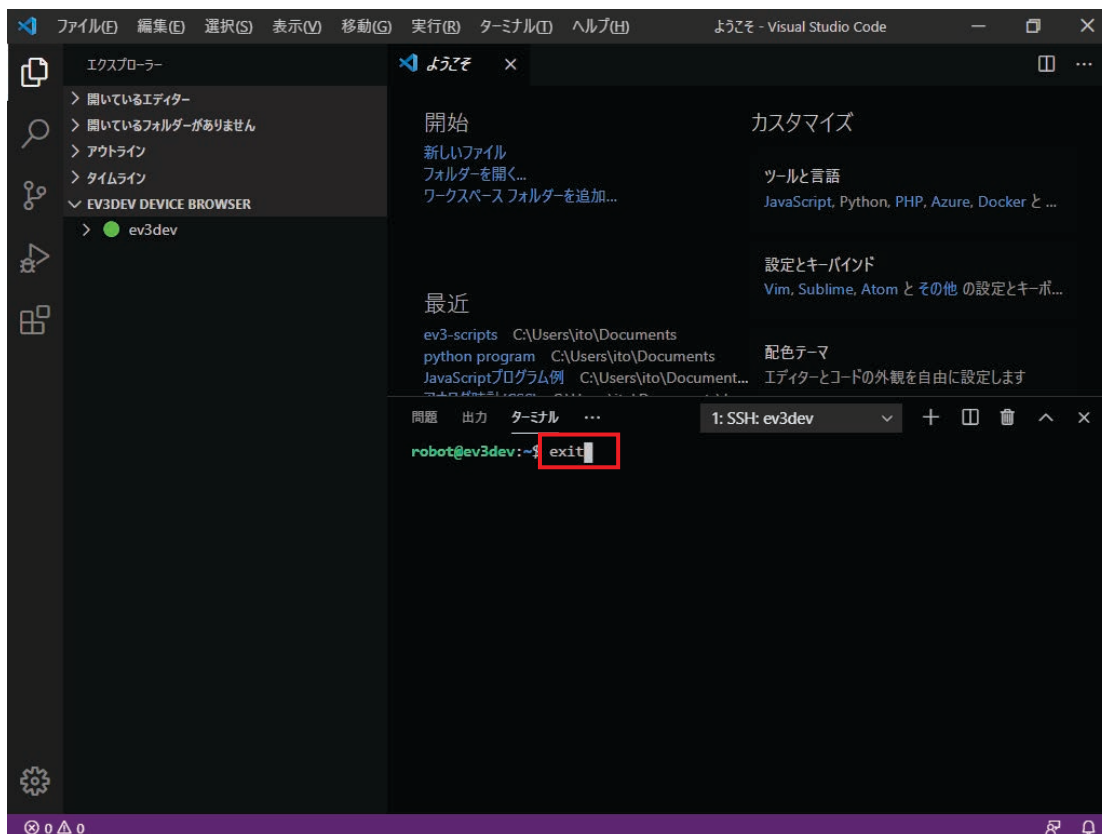 ファイル(F) 編集(E) 選択(S) 表示(V) 移動(G) 実行(R) ターミナル(T) ヘルプ(H) ようこそ - Visual Studio Code
エクスプローラー
ようこそ
開いているエディター
開いているフォルダーがありません
アウトライン
タイムライン
EV3DEV DEVICE BROWSER
ev3dev
開始
新しいファイル
フォルダーを開く...
ワークスペース フォルダーを追加...
最近
ev3-scripts C:\Users\ito\Documents
python program C:\Users\ito\Documents
JavaScriptプログラム例 C:\Users\ito\Document...
カスタマイズ
ツールと言語
JavaScript, Python, PHP, Azure, Docker と ...
設定とキーバインド
Vim, Sublime, Atom と その他 の設定とキーボ...
配色テーマ
エディターとコードの外観を自由に設定します
問題 出力 ターミナル ... 1: SSH: ev3dev
robot@ev3dev:~$ exit
0 0